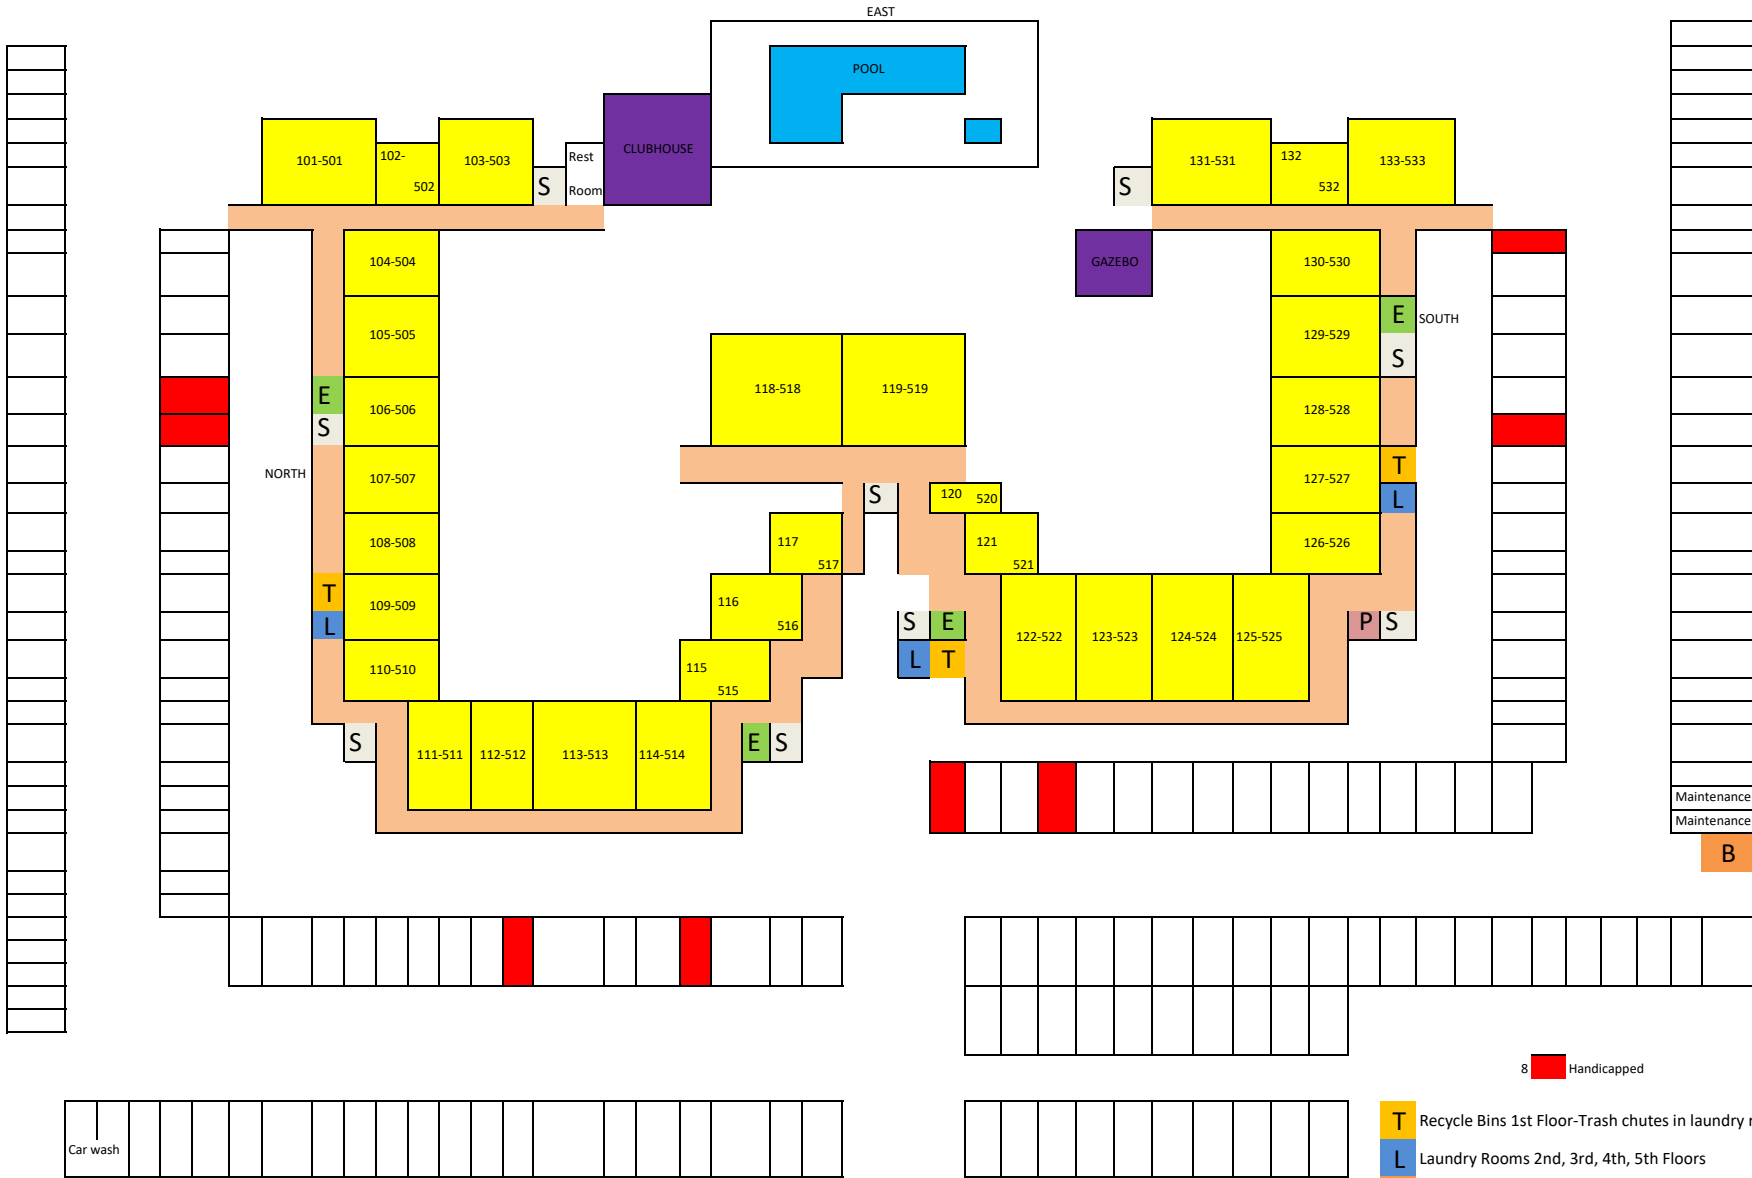 EAST
POOL
CLUBHOUSE
101-501
102-
502
103-503
S
Rest
Room
S
131-531
132
532
133-533
104-504
GAZEBO
130-530
105-505
129-529
E
SOUTH
S
118-518
119-519
E
106-506
S
128-528
NORTH
107-507
127-527
T
S
120
520
L
108-508
117
517
121
521
126-526
T
109-509
116
516
L
S
E
122-522
123-523
124-524
125-525
P
S
110-510
115
515
L
T
S
111-511
112-512
113-513
114-514
E
S
Maintenance
Maintenance
B
8
Handicapped
T
Recycle Bins 1st Floor-Trash chutes in laundry
Car wash
L
Laundry Rooms 2nd, 3rd, 4th, 5th Floors